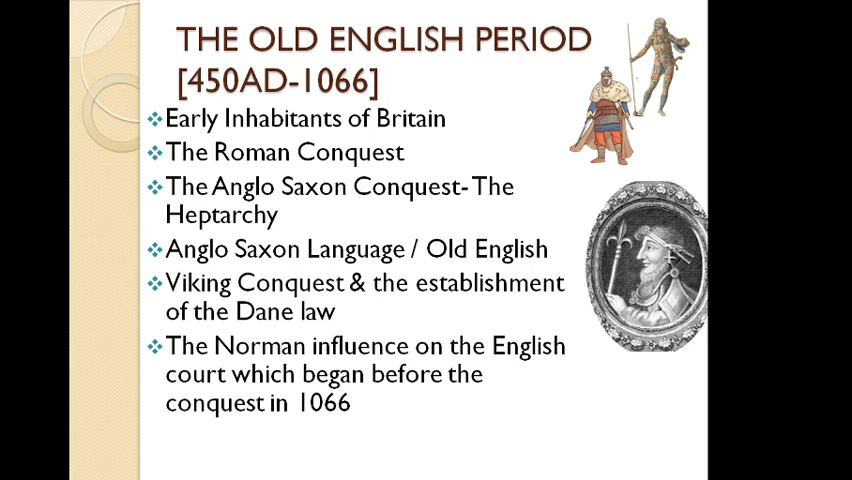 THE OLD ENGLISH PERIOD
[450AD-1066]
Early Inhabitants of Britain
The Roman Conquest
The Anglo Saxon Conquest- The
Heptarchy
Anglo Saxon Language / Old English
Viking Conquest & the establishment
of the Dane law
The Norman influence on the English
court which began before the
conquest in 1066